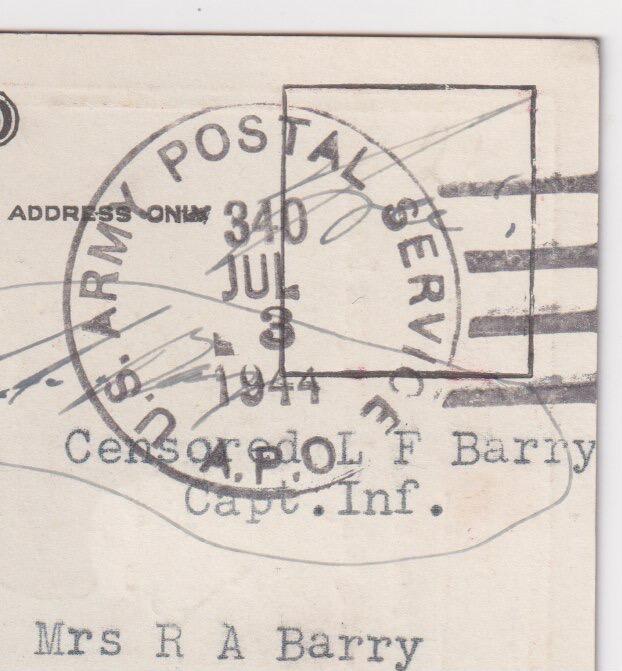 ADDRESS ONLY
U.S. ARMY POSTAL SERVICE
A.P.O
340
JUL
3
1944
Censored L F Barry
Capt.Inf.
Mrs R A Barry